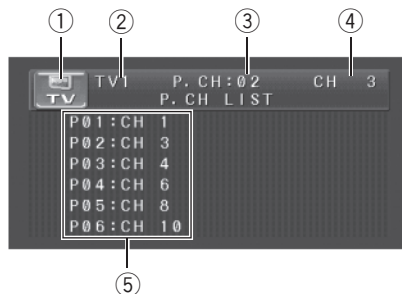 ① ② ③ ④
TV TV1 P.CH:02 CH 3
P.CH LIST
P01:CH 1
P02:CH 3
P03:CH 4
P04:CH 6
P05:CH 8
P06:CH 10
⑤